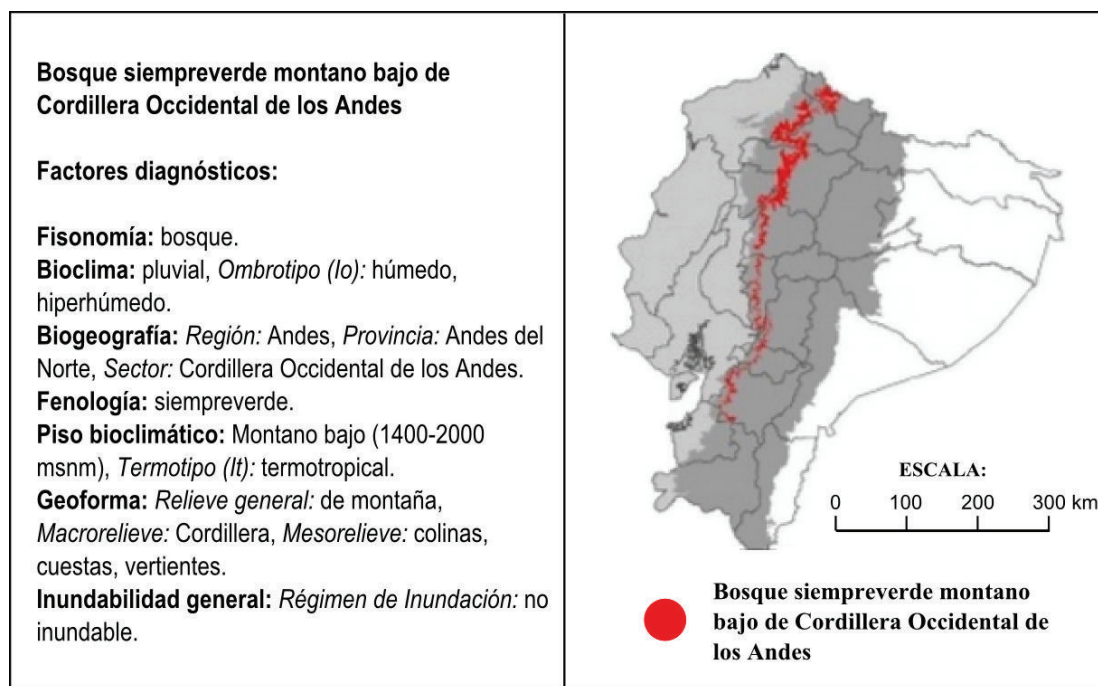 Bosque siempreverde montano bajo de
Cordillera Occidental de los Andes
Factores diagnósticos:
Fisonomía: bosque.
Bioclima: pluvial, Ombrotipo (Io): húmedo,
hiperhúmedo.
Biogeografía: Región: Andes, Provincia: Andes del
Norte, Sector: Cordillera Occidental de los Andes.
Fenología: siempreverde.
Piso bioclimático: Montano bajo (1400-2000
msnm), Termotipo (It): termotropical.
Geoforma: Relieve general: de montaña,
Macrorelieve: Cordillera, Mesorelieve: colinas,
cuestas, vertientes.
Inundabilidad general: Régimen de Inundación: no
inundable.
ESCALA:
0 100 200 300 km
Bosque siempreverde montano
bajo de Cordillera Occidental de
los Andes